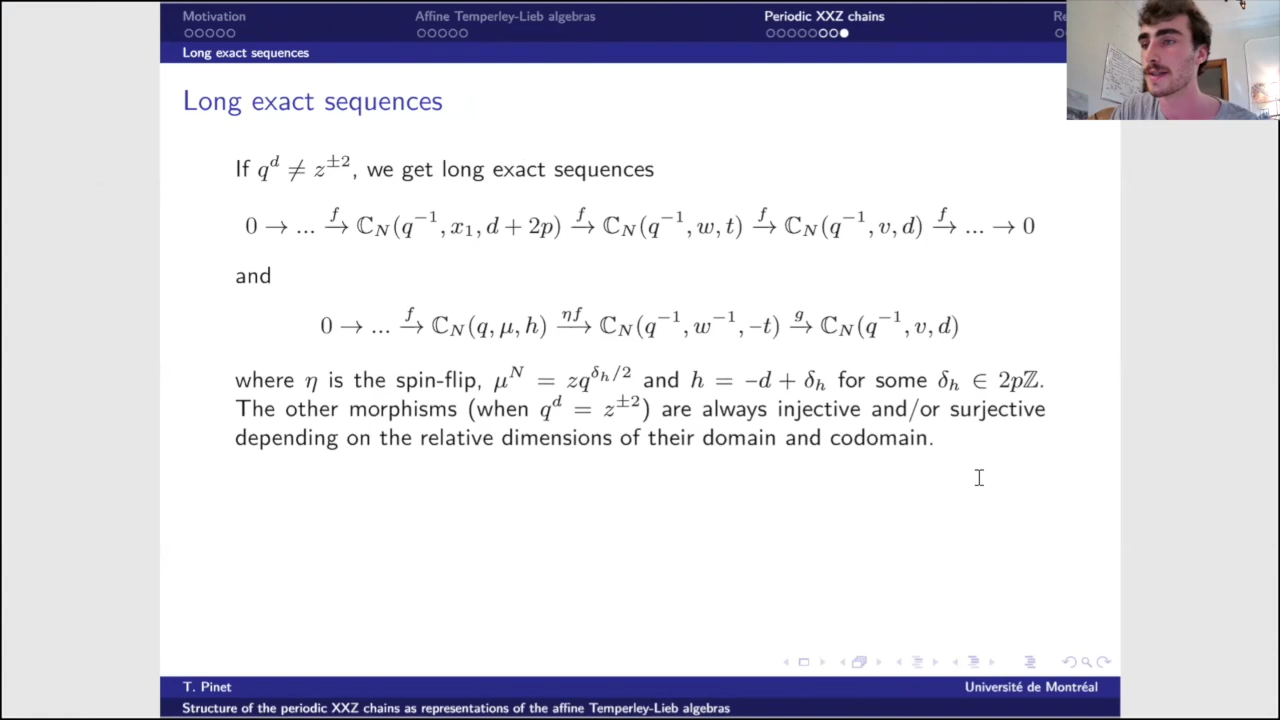 Motivation Affine Temperley-Lieb algebras Periodic XXZ chains Re
Long exact sequences
Long exact sequences
If q^d ≠ z^{±2}, we get long exact sequences
0 → ... →^f ℂ_N(q^{-1}, x_1, d + 2p) →^f ℂ_N(q^{-1}, w, t) →^f ℂ_N(q^{-1}, v, d) →^f ... → 0
and
0 → ... →^f ℂ_N(q, μ, h) →^{ηf} ℂ_N(q^{-1}, w^{-1}, –t) →^g ℂ_N(q^{-1}, v, d)
where η is the spin-flip, μ^N = zq^{δ_h/2} and h = –d + δ_h for some δ_h ∈ 2pℤ.
The other morphisms (when q^d = z^{±2}) are always injective and/or surjective
depending on the relative dimensions of their domain and codomain.
T. Pinet Université de Montréal
Structure of the periodic XXZ chains as representations of the affine Temperley-Lieb algebras